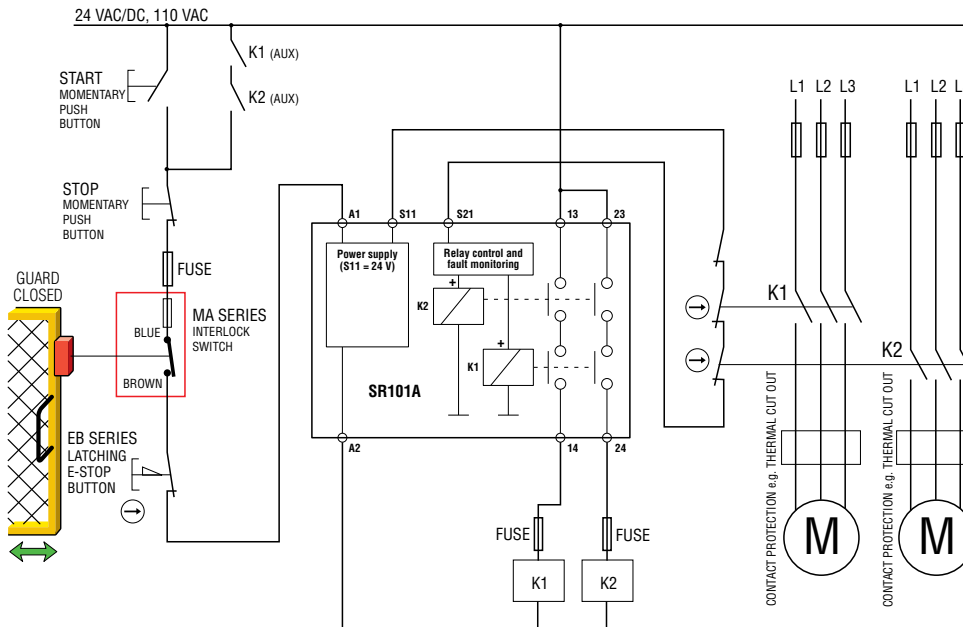 24 VAC/DC, 110 VAC
START
MOMENTARY
PUSH
BUTTON
K1 (AUX)
K2 (AUX)
STOP
MOMENTARY
PUSH
BUTTON
FUSE
GUARD
CLOSED
BLUE
BROWN
MA SERIES
INTERLOCK
SWITCH
EB SERIES
LATCHING
E-STOP
BUTTON
A1
S11
S21
13
23
Power supply
(S11 = 24 V)
Relay control and
fault monitoring
+
K2
+
K1
SR101A
A2
14
24
FUSE
FUSE
K1
K2
L1 L2 L3
L1 L2 L
K1
K2
CONTACT PROTECTION e.g. THERMAL CUT OUT
M
CONTACT PROTECTION e.g. THERMAL CUT OUT
M